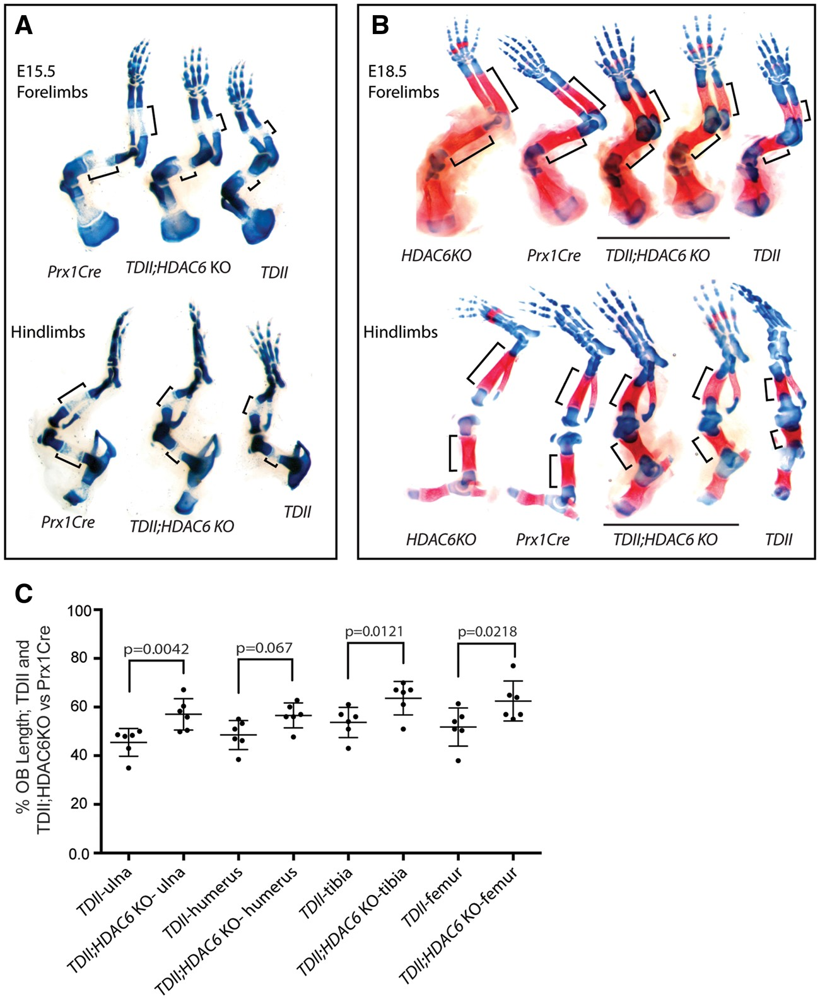 A
E15.5
Forelimbs
Prx1Cre
TDII;HDAC6 KO
TDII
Hindlimbs
Prx1Cre
TDII;HDAC6 KO
TDII
B
E18.5
Forelimbs
HDAC6KO
Prx1Cre
TDII;HDAC6 KO
TDII
Hindlimbs
HDAC6KO
Prx1Cre
TDII;HDAC6 KO
TDII
C
% OB Length; TDII and
TDII;HDAC6KO vs Prx1Cre
100
80
60
40
20
0.0
p=0.0042
p=0.067
p=0.0121
p=0.0218
TDII-ulna
TDII;HDAC6 KO- ulna
TDII-humerus
TDII;HDAC6 KO- humerus
TDII-tibia
TDII;HDAC6 KO-tibia
TDII-femur
TDII;HDAC6 KO-femur